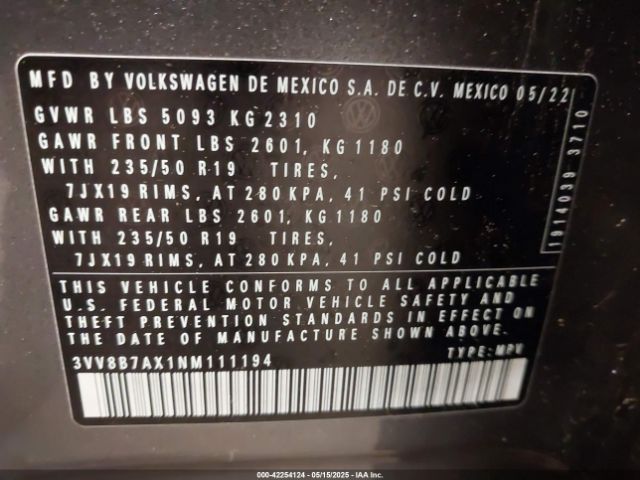 MFD BY VOLKSWAGEN DE MEXICO S.A. DE C.V. MEXICO 05/22
GVWR LBS 5093 KG 2310
GAWR FRONT LBS 2601, KG 1180
WITH 235/50 R19 TIRES,
7JX19 RIMS, AT 280 KPA, 41 PSI COLD
GAWR REAR LBS 2601, KG 1180
WITH 235/50 R19 TIRES,
7JX19 RIMS, AT 280 KPA, 41 PSI COLD
THIS VEHICLE CONFORMS TO ALL APPLICABLE
U.S. FEDERAL MOTOR VEHICLE SAFETY AND
THEFT PREVENTION STANDARDS IN EFFECT ON
THE DATE OF MANUFACTURE SHOWN ABOVE.
3VV8B7AX1NM111194 TYPE: MPV
1914039 3710
000-42254124 - 05/15/2025 - IAAI, Inc.